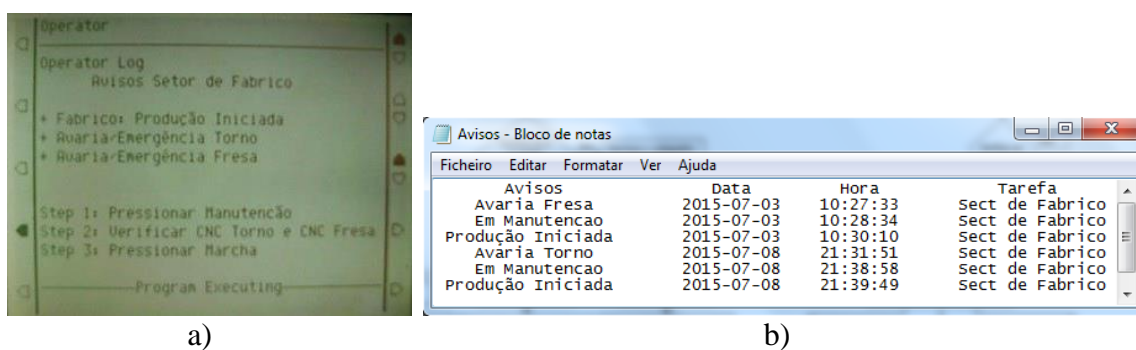 Operator
Operator Log
Avisos Setor de Fabrico
+ Fabrico: Produção Iniciada
+ Avaria/Emergência Torno
+ Avaria/Emergência Fresa
Step 1: Pressionar Manutenção
Step 2: Verificar CNC Torno e CNC Fresa
Step 3: Pressionar Marcha
Program Executing
a)
Avisos - Bloco de notas
Ficheiro Editar Formatar Ver Ajuda
Avisos Data Hora Tarefa
Avaria Fresa 2015-07-03 10:27:33 Sect de Fabrico
Em Manutencao 2015-07-03 10:28:34 Sect de Fabrico
Produção Iniciada 2015-07-03 10:30:10 Sect de Fabrico
Avaria Torno 2015-07-08 21:31:51 Sect de Fabrico
Em Manutencao 2015-07-08 21:38:58 Sect de Fabrico
Produção Iniciada 2015-07-08 21:39:49 Sect de Fabrico
b)